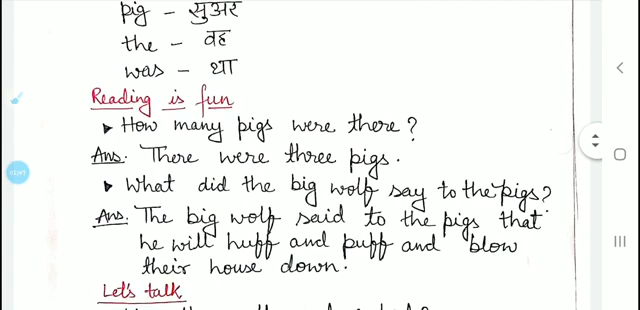 pig - सुअर
the - वह
was - था
Reading is fun
▸ How many pigs were there?
Ans. There were three pigs.
▸ What did the big wolf say to the pigs?
Ans. The big wolf said to the pigs that
he will huff and puff and blow
their house down.
Let's talk